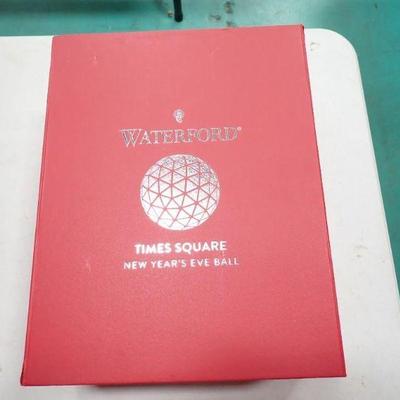 WATERFORD®
TIMES SQUARE
NEW YEAR'S EVE BALL